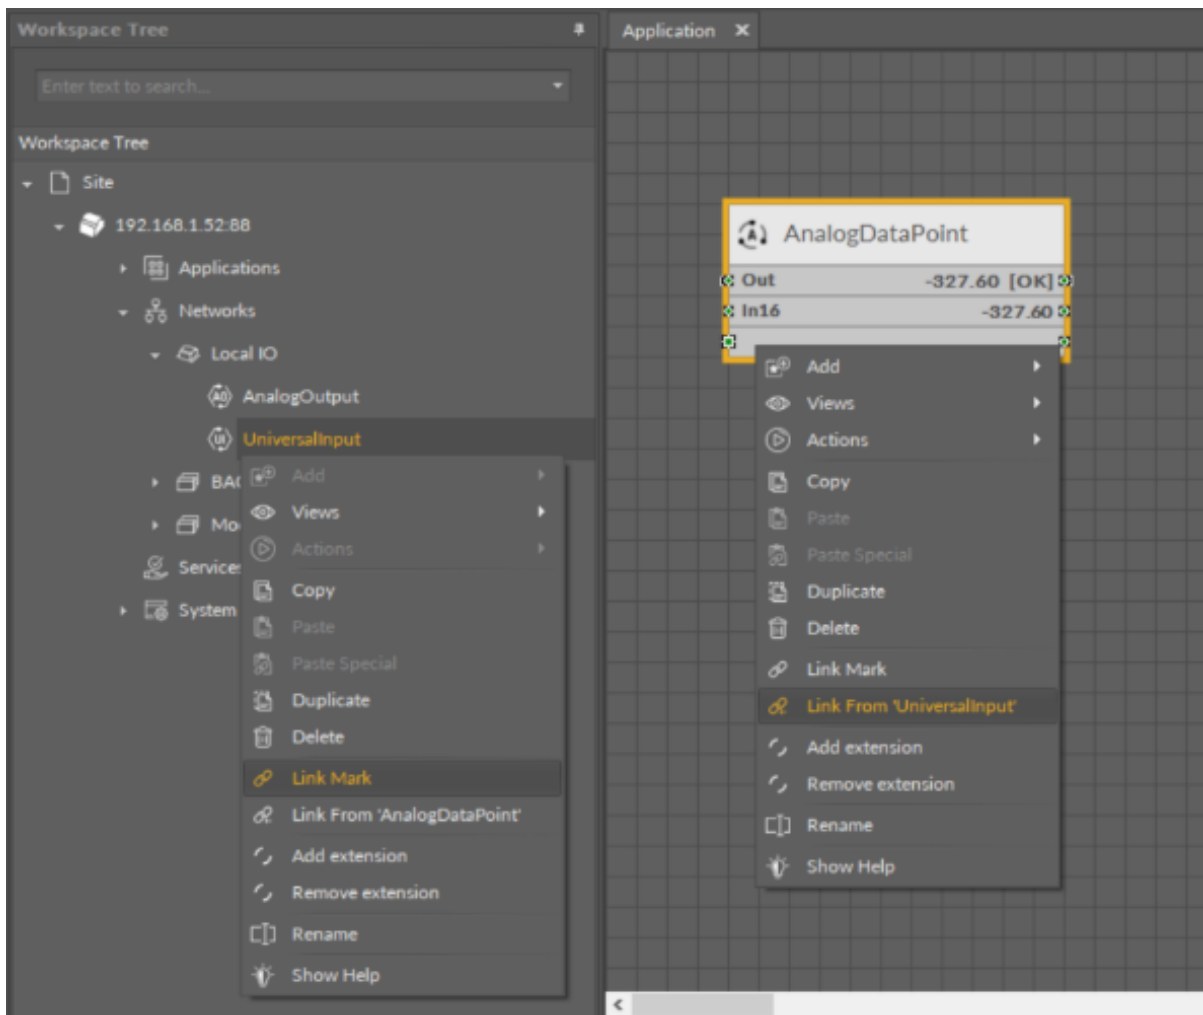 Workspace Tree
Enter text to search...
Workspace Tree
Site
192.168.1.52:88
Applications
Networks
Local IO
AnalogOutput
UniversalInput
BAC
Mo
Service
System
Add
Views
Actions
Copy
Paste
Paste Special
Duplicate
Delete
Link Mark
Link From 'AnalogDataPoint'
Add extension
Remove extension
Rename
Show Help
Application
AnalogDataPoint
Out -327.60 [OK]
In16 -327.60
Add
Views
Actions
Copy
Paste
Paste Special
Duplicate
Delete
Link Mark
Link From 'UniversalInput'
Add extension
Remove extension
Rename
Show Help